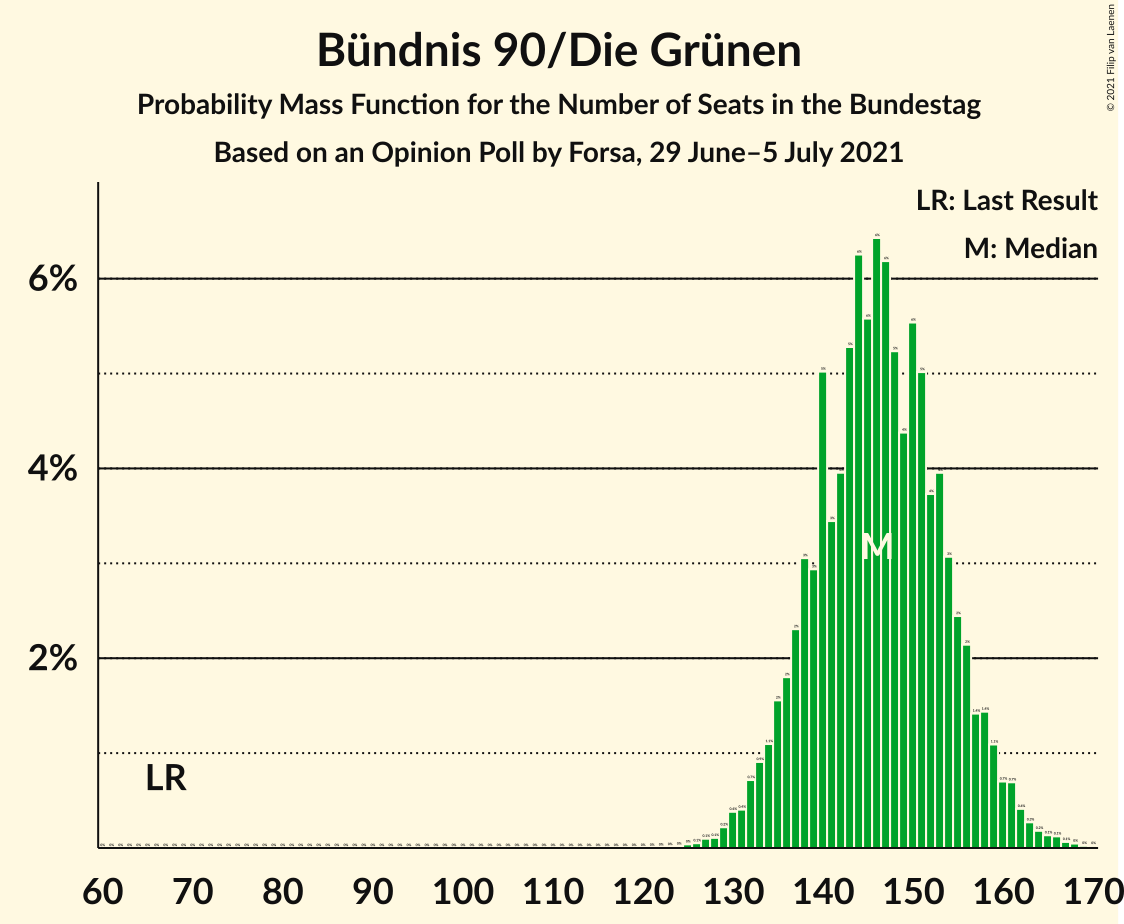 Bündnis 90/Die Grünen
Probability Mass Function for the Number of Seats in the Bundestag
Based on an Opinion Poll by Forsa, 29 June–5 July 2021
© 2021 Filip van Laenen
LR: Last Result
M: Median
6%
4%
2%
M
LR
60 70 80 90 100 110 120 130 140 150 160 170